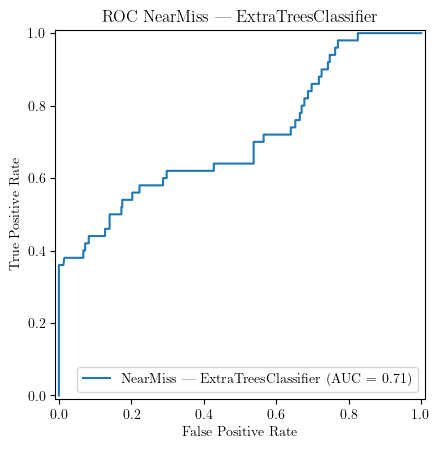 ROC NearMiss — ExtraTreesClassifier
1.0
0.8
0.6
0.4
0.2
0.0
True Positive Rate
NearMiss — ExtraTreesClassifier (AUC = 0.71)
0.0 0.2 0.4 0.6 0.8 1.0
False Positive Rate